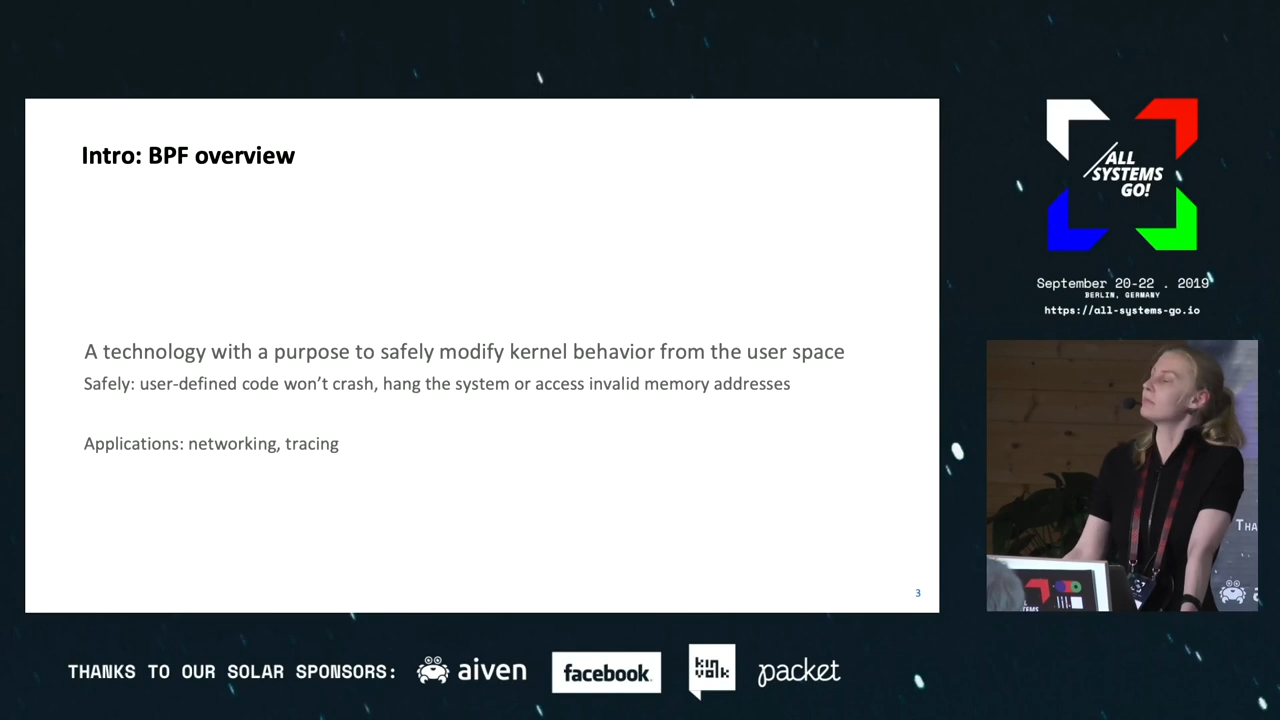 Intro: BPF overview
A technology with a purpose to safely modify kernel behavior from the user space
Safely: user-defined code won’t crash, hang the system or access invalid memory addresses
Applications: networking, tracing
3
ALL
SYSTEMS
GO!
September 20-22 . 2019
BERLIN, GERMANY
https://all-systems-go.io
THANKS TO OUR SOLAR SPONSORS:
aiven
facebook.
kinvolk
packet